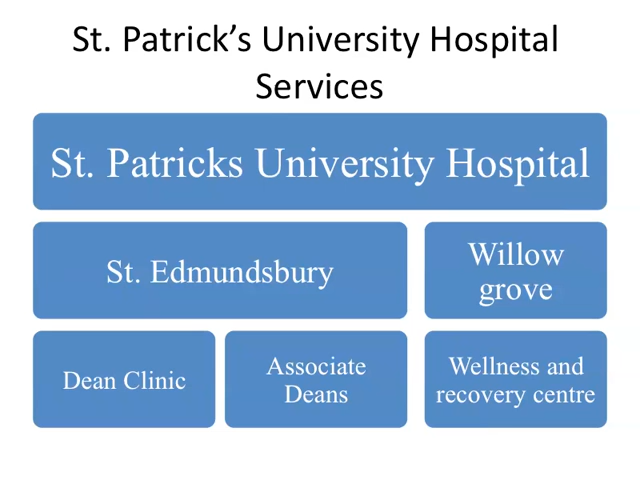 St. Patrick’s University Hospital
Services
St. Patricks University Hospital
St. Edmundsbury
Willow
grove
Dean Clinic
Associate
Deans
Wellness and
recovery centre